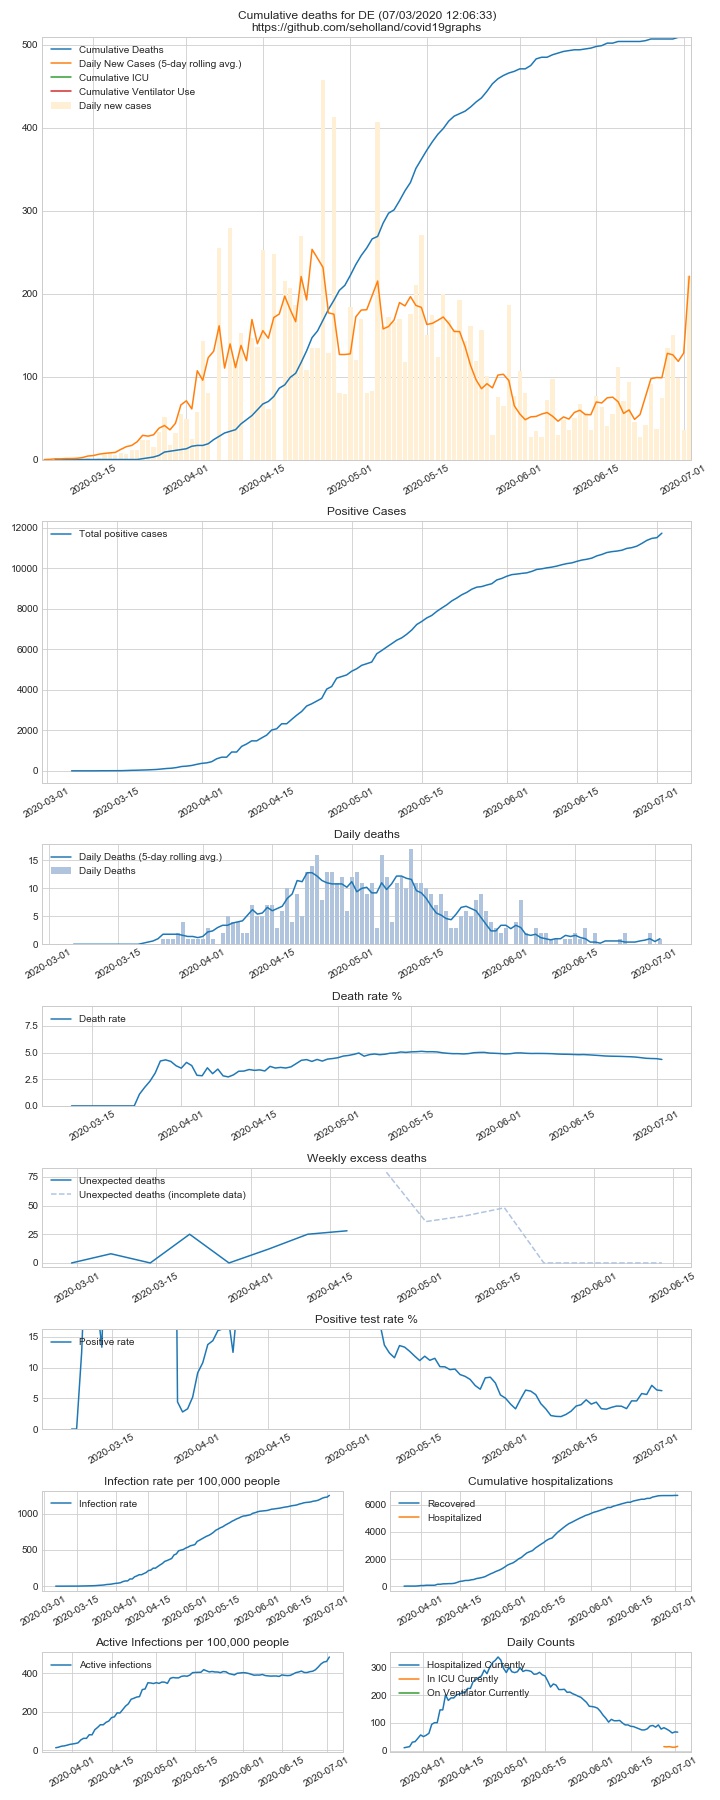 Cumulative deaths for DE (07/03/2020 12:06:33)
https://github.com/seholland/covid19graphs
500
400
300
200
100
0
Cumulative Deaths
Daily New Cases (5-day rolling avg.)
Cumulative ICU
Cumulative Ventilator Use
Daily new cases
2020-03-15 2020-04-01 2020-04-15 2020-05-01 2020-05-15 2020-06-01 2020-06-15 2020-07-01
Positive Cases
12000
10000
8000
6000
4000
2000
0
Total positive cases
2020-03-01 2020-03-15 2020-04-01 2020-04-15 2020-05-01 2020-05-15 2020-06-01 2020-06-15 2020-07-01
Daily deaths
15
10
5
0
Daily Deaths (5-day rolling avg.)
Daily Deaths
2020-03-01 2020-03-15 2020-04-01 2020-04-15 2020-05-01 2020-05-15 2020-06-01 2020-06-15 2020-07-01
Death rate %
7.5
5.0
2.5
0.0
Death rate
2020-03-15 2020-04-01 2020-04-15 2020-05-01 2020-05-15 2020-06-01 2020-06-15 2020-07-01
Weekly excess deaths
75
50
25
0
Unexpected deaths
Unexpected deaths (incomplete data)
2020-03-01 2020-03-15 2020-04-01 2020-04-15 2020-05-01 2020-05-15 2020-06-01 2020-06-15
Positive test rate %
15
10
5
0
Positive rate
2020-03-15 2020-04-01 2020-04-15 2020-05-01 2020-05-15 2020-06-01 2020-06-15 2020-07-01
Infection rate per 100,000 people
1000
500
0
Infection rate
2020-03-01 2020-03-15 2020-04-01 2020-04-15 2020-05-01 2020-05-15 2020-06-01 2020-06-15 2020-07-01
Cumulative hospitalizations
6000
4000
2000
0
Recovered
Hospitalized
2020-04-01 2020-04-15 2020-05-01 2020-05-15 2020-06-01 2020-06-15 2020-07-01
Active Infections per 100,000 people
400
200
0
Active infections
2020-04-01 2020-04-15 2020-05-01 2020-05-15 2020-06-01 2020-06-15 2020-07-01
Daily Counts
300
200
100
0
Hospitalized Currently
In ICU Currently
On Ventilator Currently
2020-04-01 2020-04-15 2020-05-01 2020-05-15 2020-06-01 2020-06-15 2020-07-01